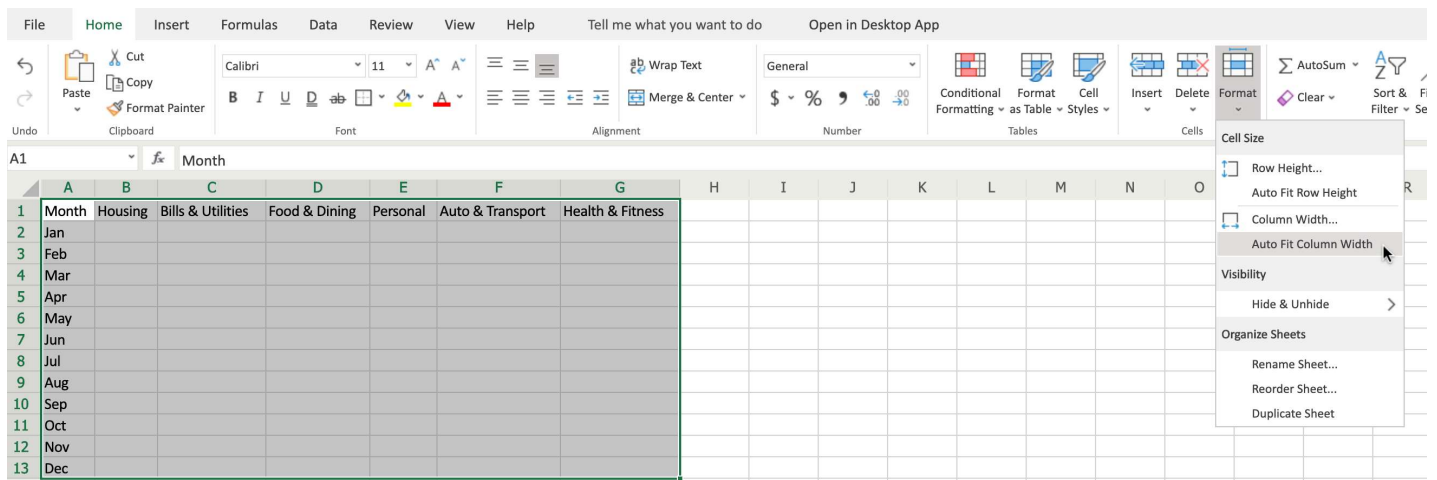 File Home Insert Formulas Data Review View Help Tell me what you want to do Open in Desktop App
Paste
Cut
Copy
Format Painter
Calibri 11 A^ A˅
B I U D ab A
Wrap Text
Merge & Center
General
$ % 9 .00 .00
Conditional Formatting
Format as Table
Cell Styles
Insert Delete Format
AutoSum
Clear
Sort & Filter
Undo Clipboard Font Alignment Number Tables Cells
A1 fx Month
A B C D E F G H I J K L M N O R
1 Month Housing Bills & Utilities Food & Dining Personal Auto & Transport Health & Fitness
2 Jan
3 Feb
4 Mar
5 Apr
6 May
7 Jun
8 Jul
9 Aug
10 Sep
11 Oct
12 Nov
13 Dec
Cell Size
Row Height...
Auto Fit Row Height
Column Width...
Auto Fit Column Width
Visibility
Hide & Unhide
Organize Sheets
Rename Sheet...
Reorder Sheet...
Duplicate Sheet